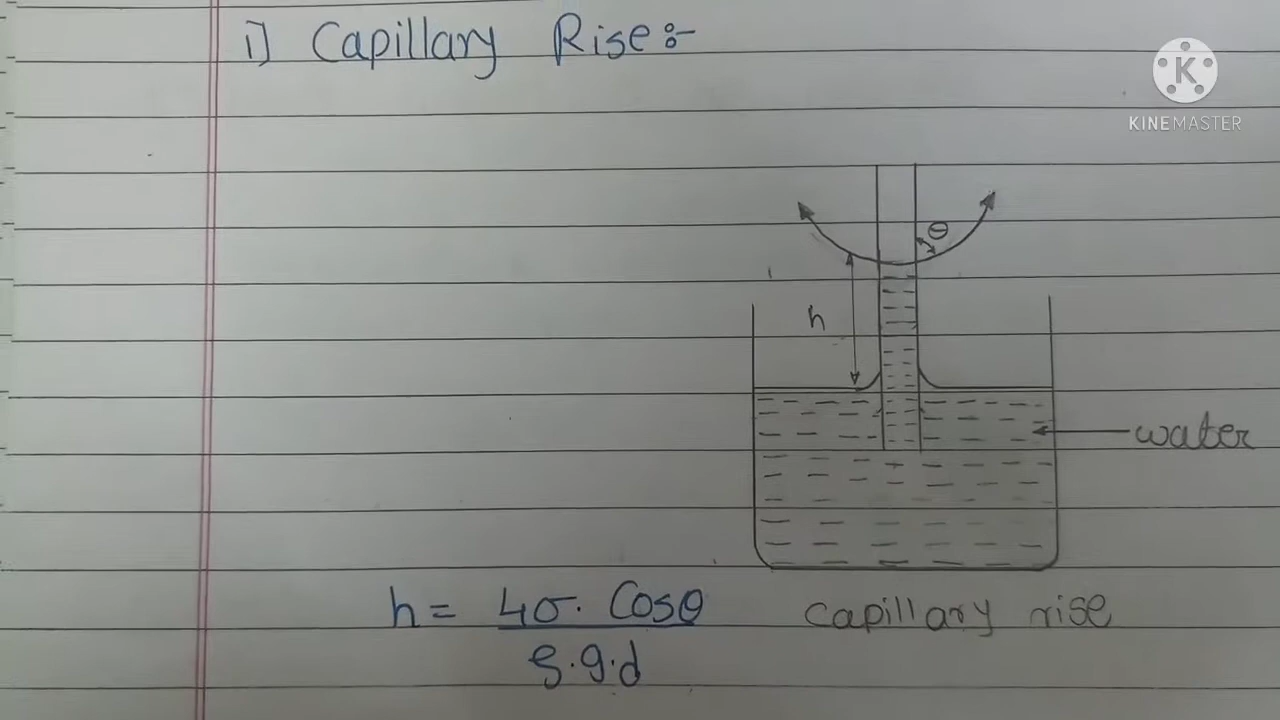 i] Capillary Rise:-
K
KINEMASTER
θ
h
water
h = 4σ. Cosθ
ρ.g.d
Capillary rise